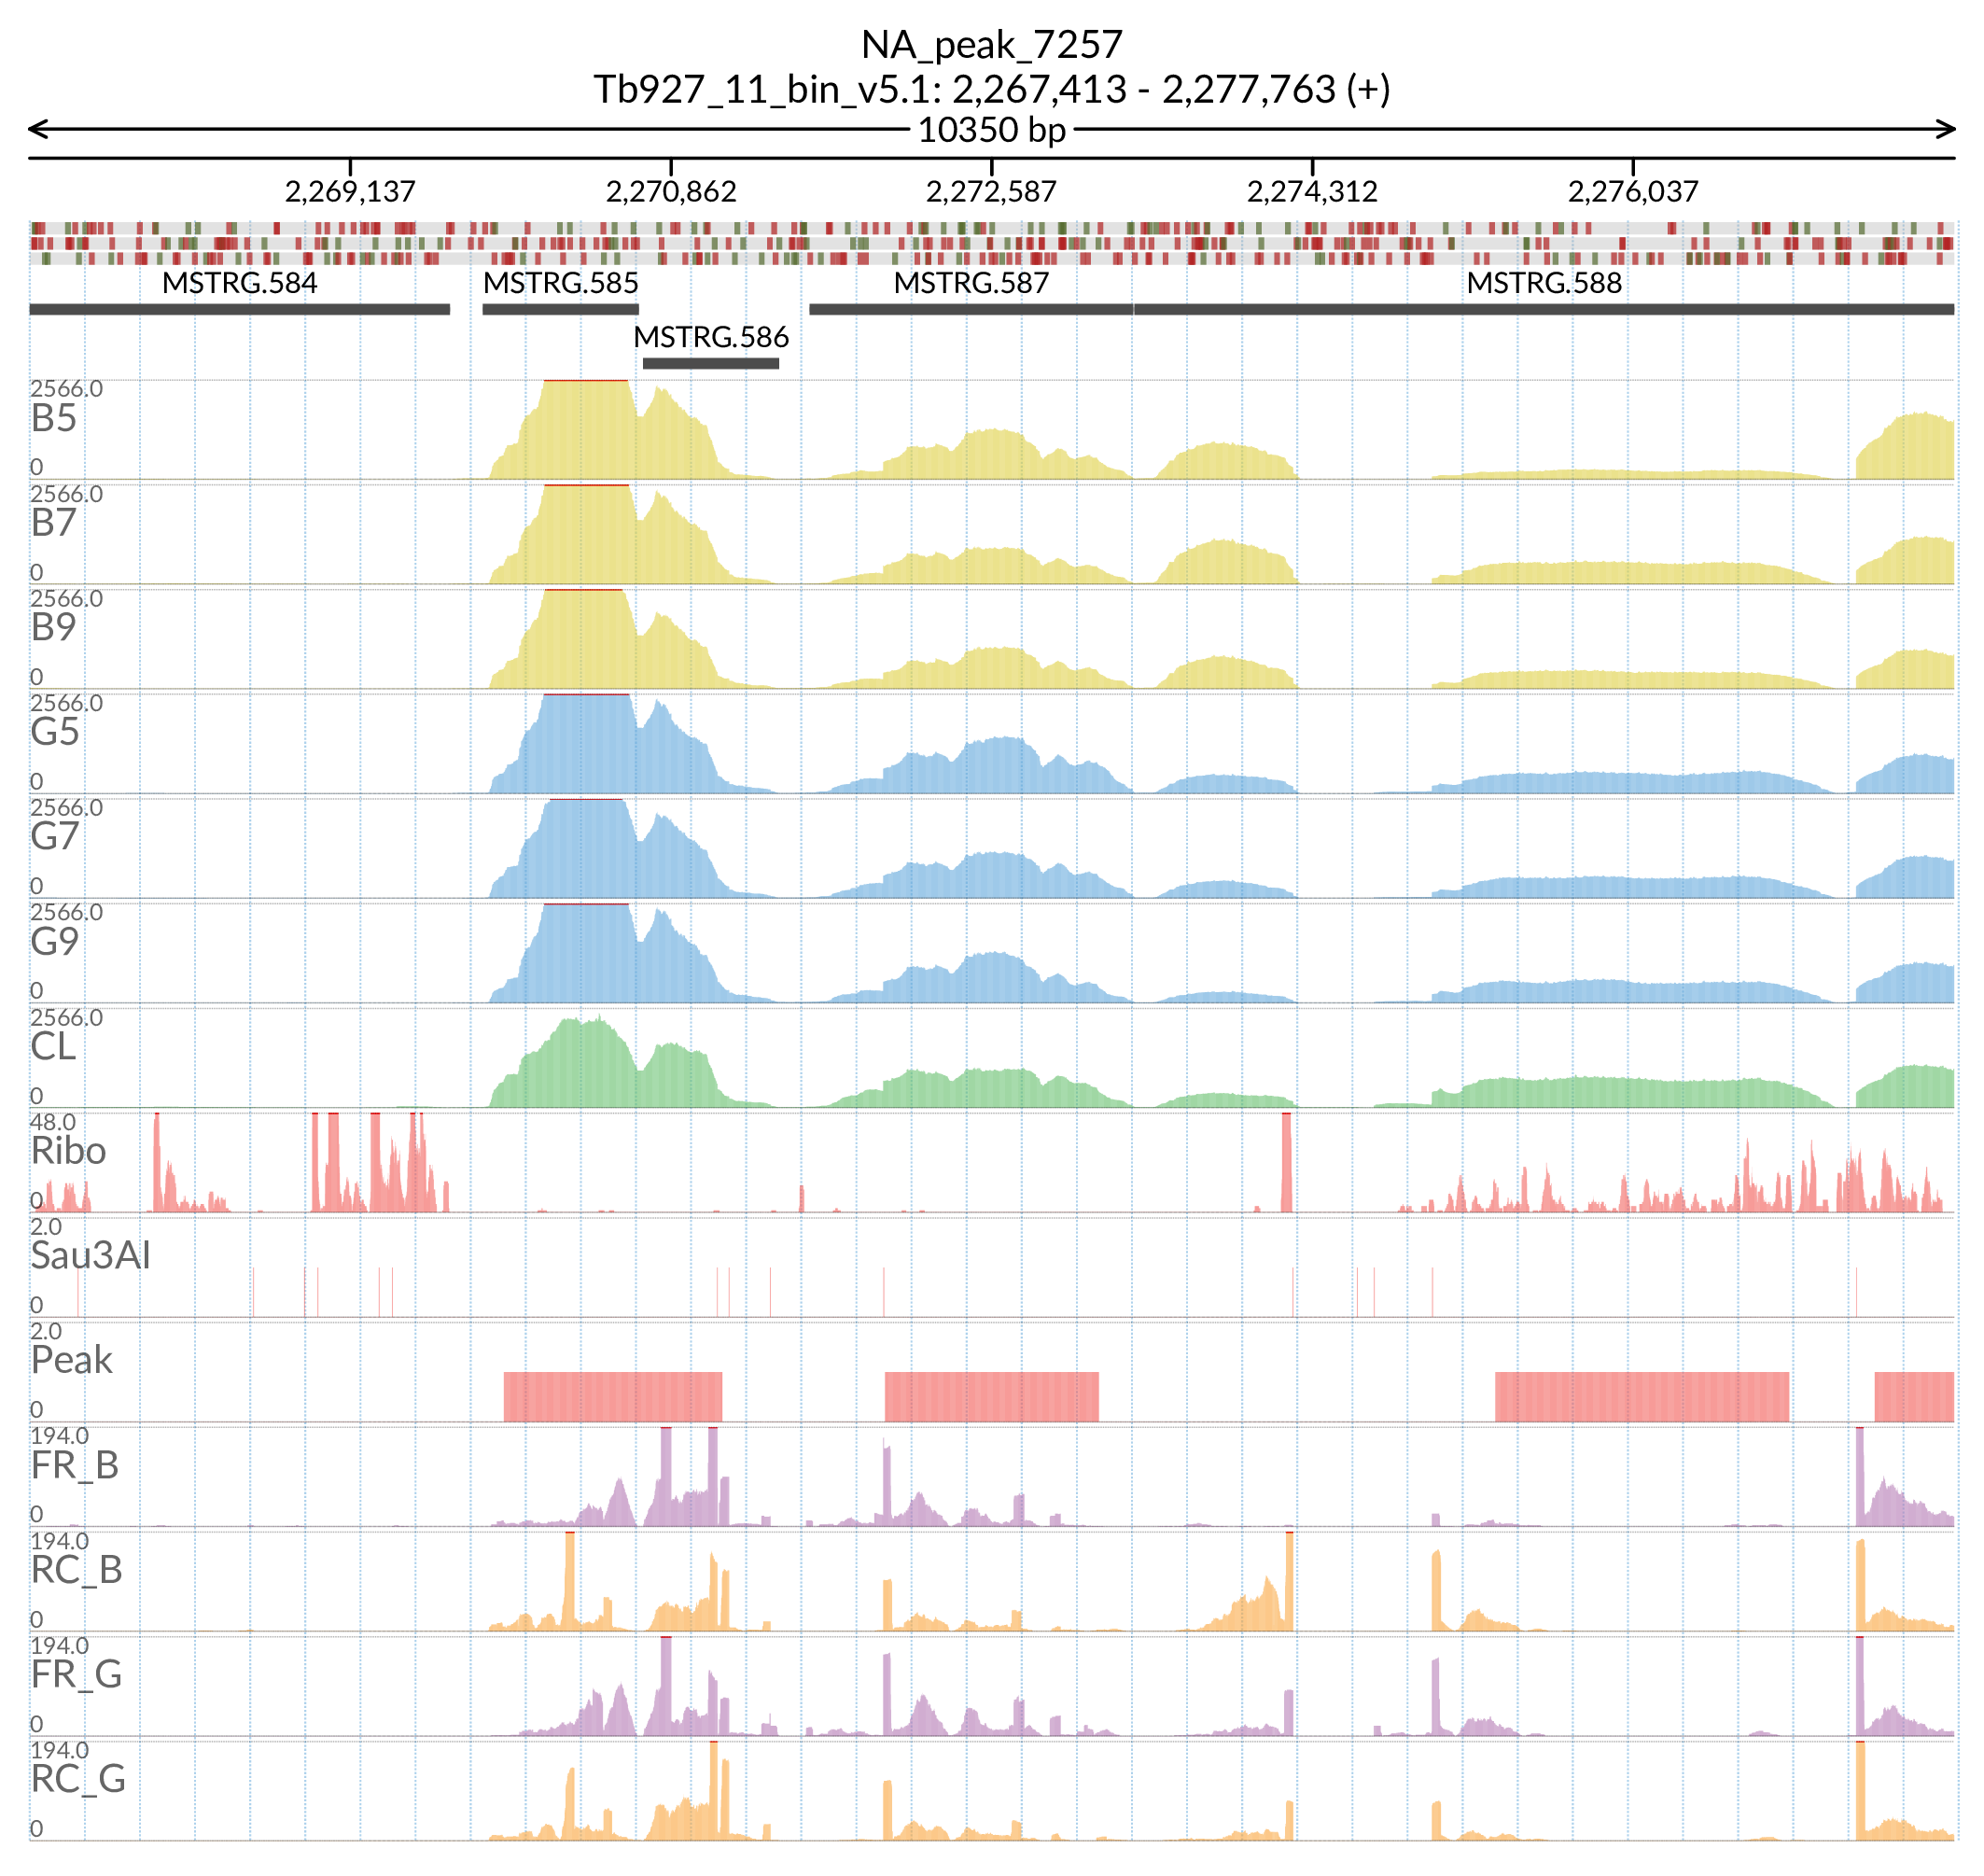 NA_peak_7257
Tb927_11_bin_v5.1: 2,267,413 - 2,277,763 (+)
10350 bp
2,269,137 2,270,862 2,272,587 2,274,312 2,276,037
MSTRG.584 MSTRG.585 MSTRG.587 MSTRG.588
MSTRG.586
2566.0
B5
0
2566.0
B7
0
2566.0
B9
0
2566.0
G5
0
2566.0
G7
0
2566.0
G9
0
2566.0
CL
0
48.0
Ribo
0
2.0
Sau3AI
0
2.0
Peak
0
194.0
FR_B
0
194.0
RC_B
0
194.0
FR_G
0
194.0
RC_G
0